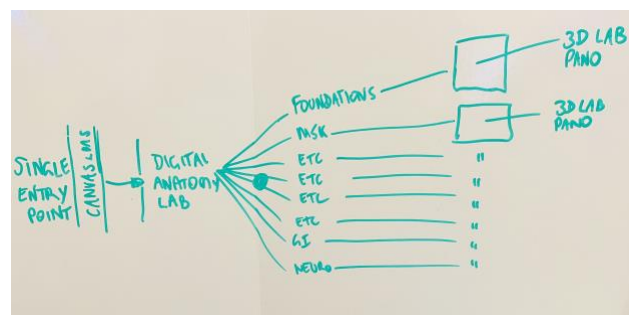 SINGLE
ENTRY
POINT
CANVAS LMS
DIGITAL
ANATOMY
LAB
FOUNDATIONS
3D LAB
PANO
MSK
3D LAB
PANO
ETC "
ETC "
ETC "
ETC "
GI "
NEURO "